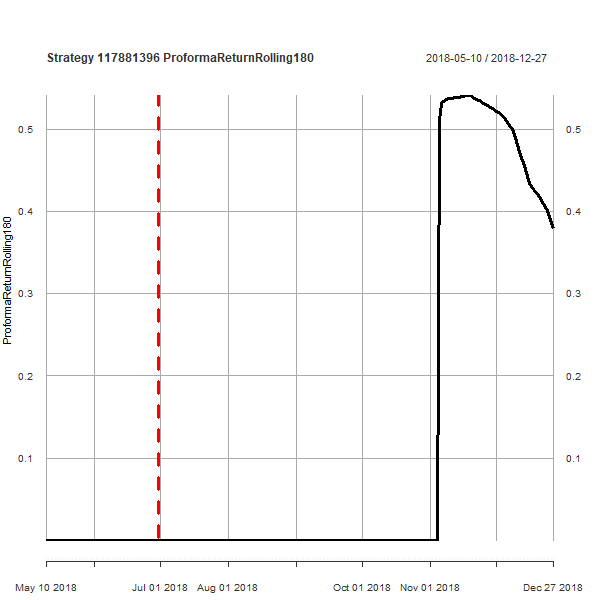 Strategy 117881396 ProformaReturnRolling180
2018-05-10 / 2018-12-27
ProformaReturnRolling180
0.5
0.5
0.4
0.4
0.3
0.3
0.2
0.2
0.1
0.1
May 10 2018
Jul 01 2018
Aug 01 2018
Oct 01 2018
Nov 01 2018
Dec 27 2018